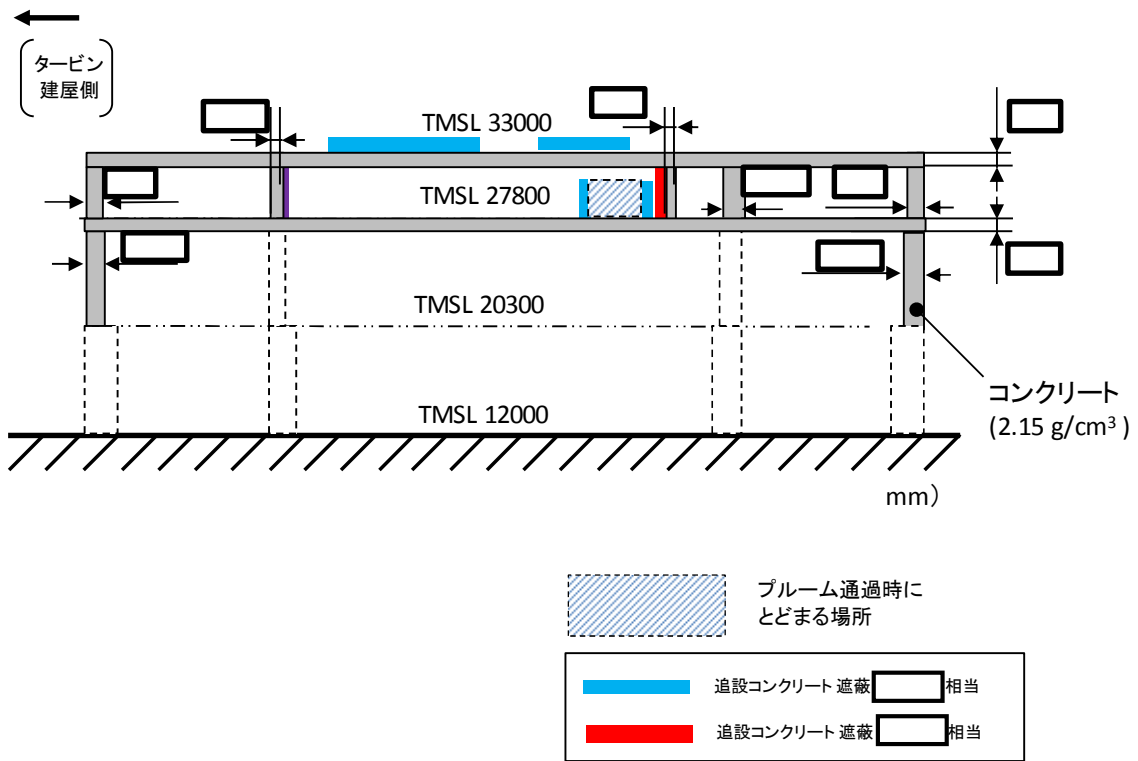 タービン
建屋側
TMSL 33000
TMSL 27800
TMSL 20300
TMSL 12000
コンクリート
(2.15 g/cm³ )
mm)
プルーム通過時に
とどまる場所
追設コンクリート 遮蔽 相当
追設コンクリート 遮蔽 相当